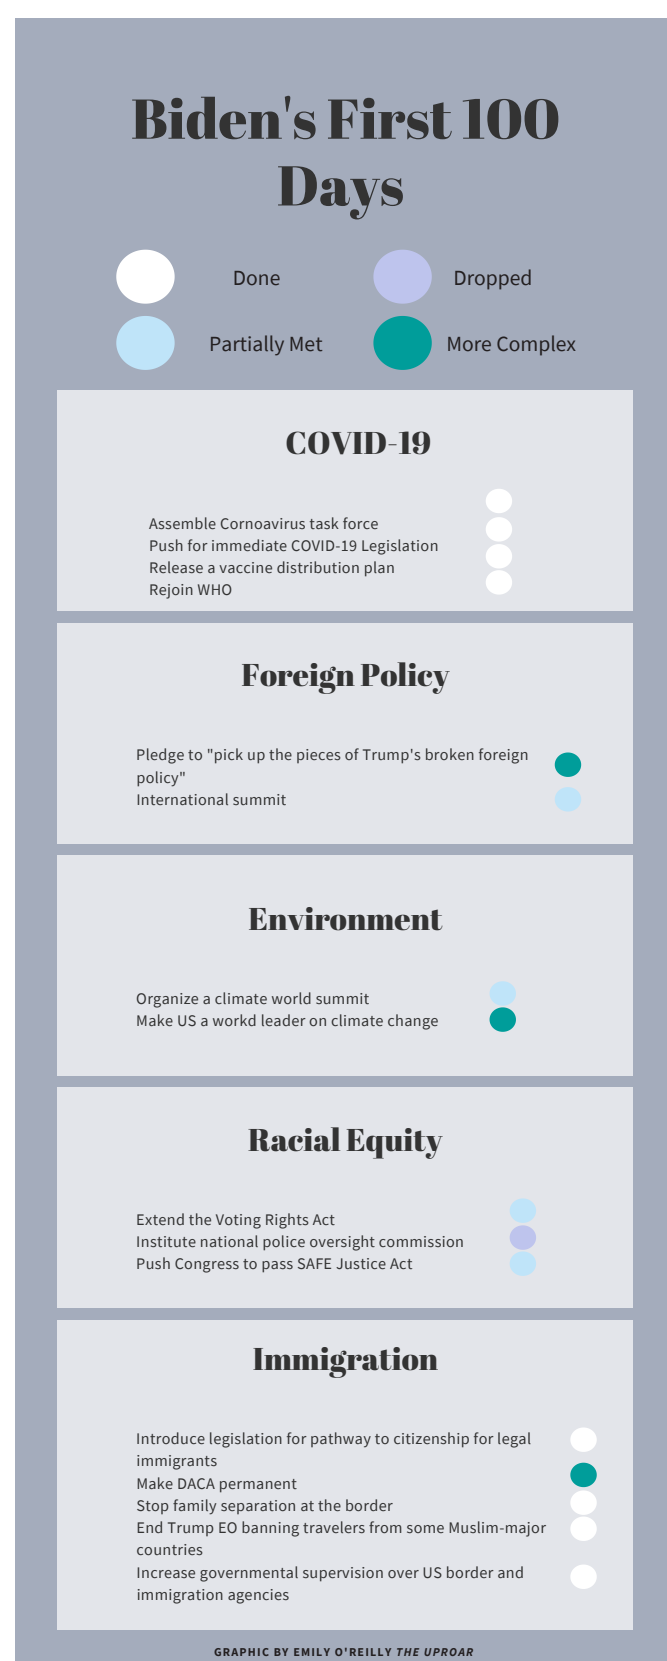 Biden's First 100
Days
Done
Dropped
Partially Met
More Complex
COVID-19
Assemble Cornoavirus task force
Push for immediate COVID-19 Legislation
Release a vaccine distribution plan
Rejoin WHO
Foreign Policy
Pledge to "pick up the pieces of Trump's broken foreign
policy"
International summit
Environment
Organize a climate world summit
Make US a workd leader on climate change
Racial Equity
Extend the Voting Rights Act
Institute national police oversight commission
Push Congress to pass SAFE Justice Act
Immigration
Introduce legislation for pathway to citizenship for legal
immigrants
Make DACA permanent
Stop family separation at the border
End Trump EO banning travelers from some Muslim-major
countries
Increase governmental supervision over US border and
immigration agencies
GRAPHIC BY EMILY O'REILLY THE UPROAR